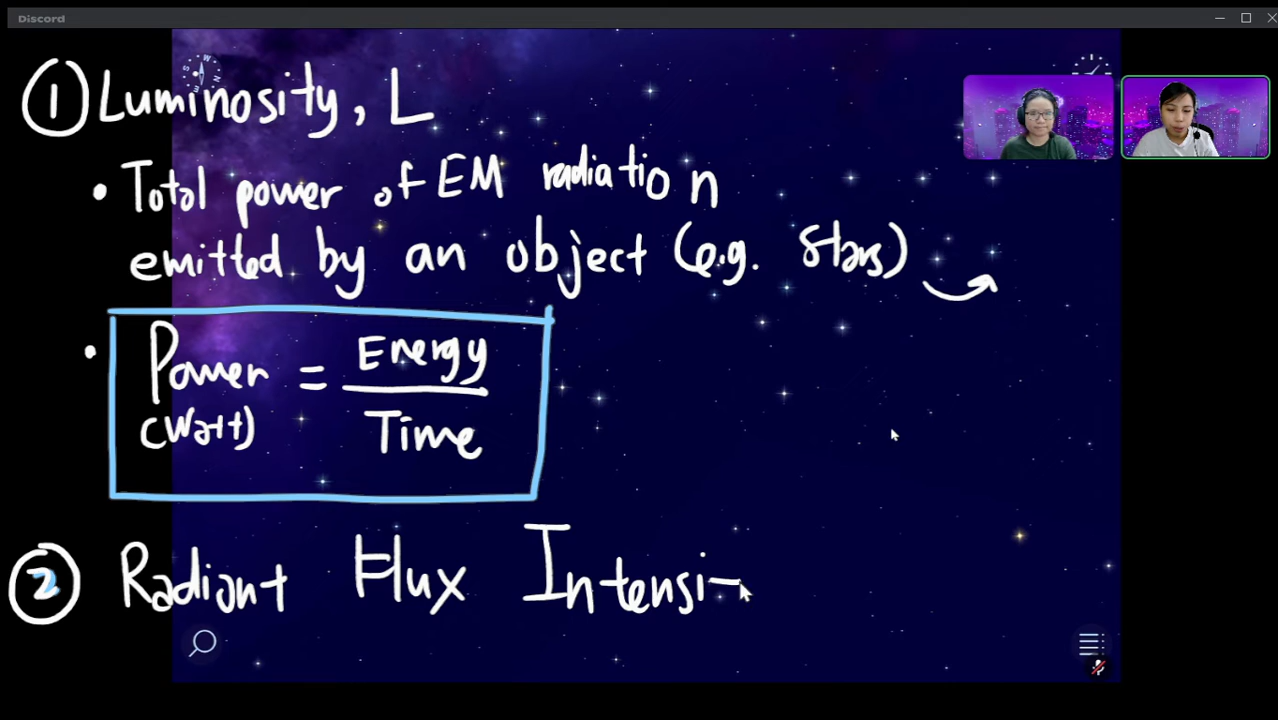 Discord
① Luminosity, L
• Total power of EM radiation
emitted by an object (e.g. Stars)
• Power = Energy
(Watt) Time
② Radiant Flux Intensi